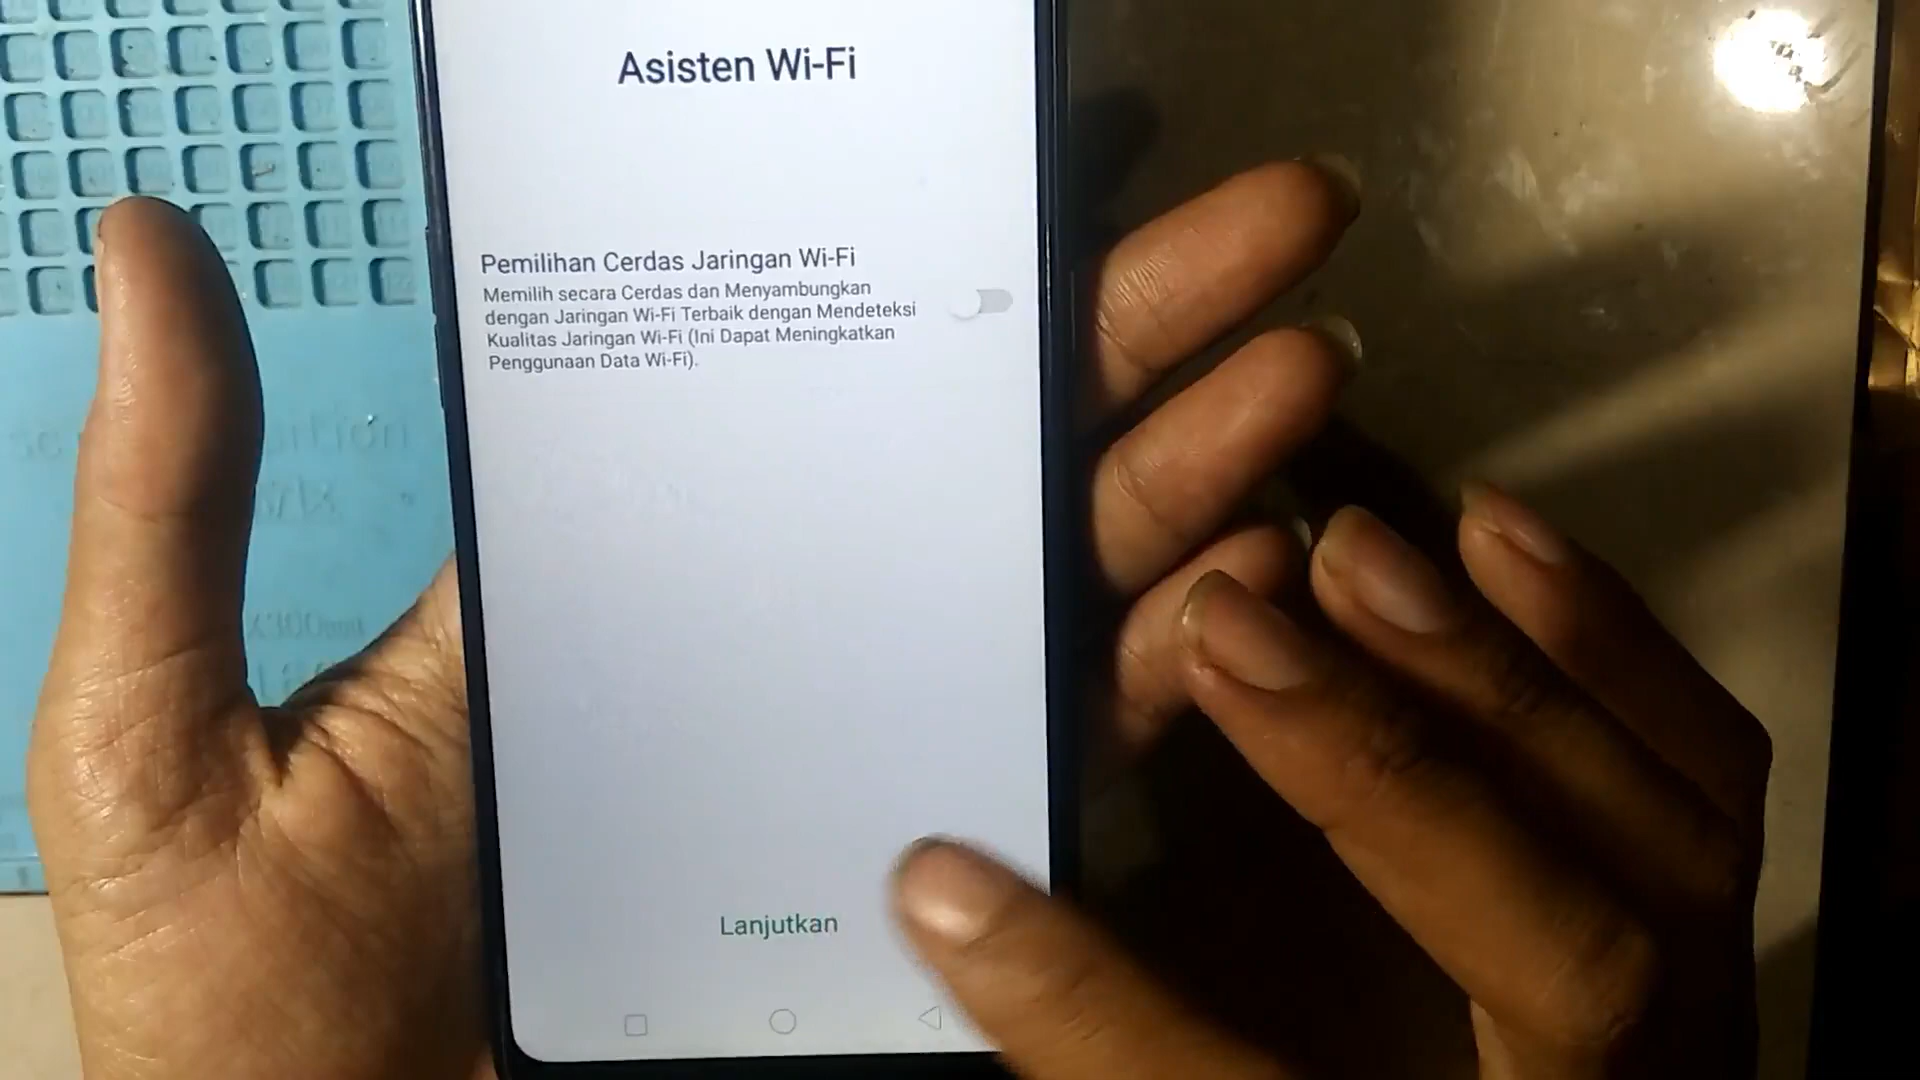 Asisten Wi-Fi
Pemilihan Cerdas Jaringan Wi-Fi
Memilih secara Cerdas dan Menyambungkan
dengan Jaringan Wi-Fi Terbaik dengan Mendeteksi
Kualitas Jaringan Wi-Fi (Ini Dapat Meningkatkan
Penggunaan Data Wi-Fi).
Lanjutkan